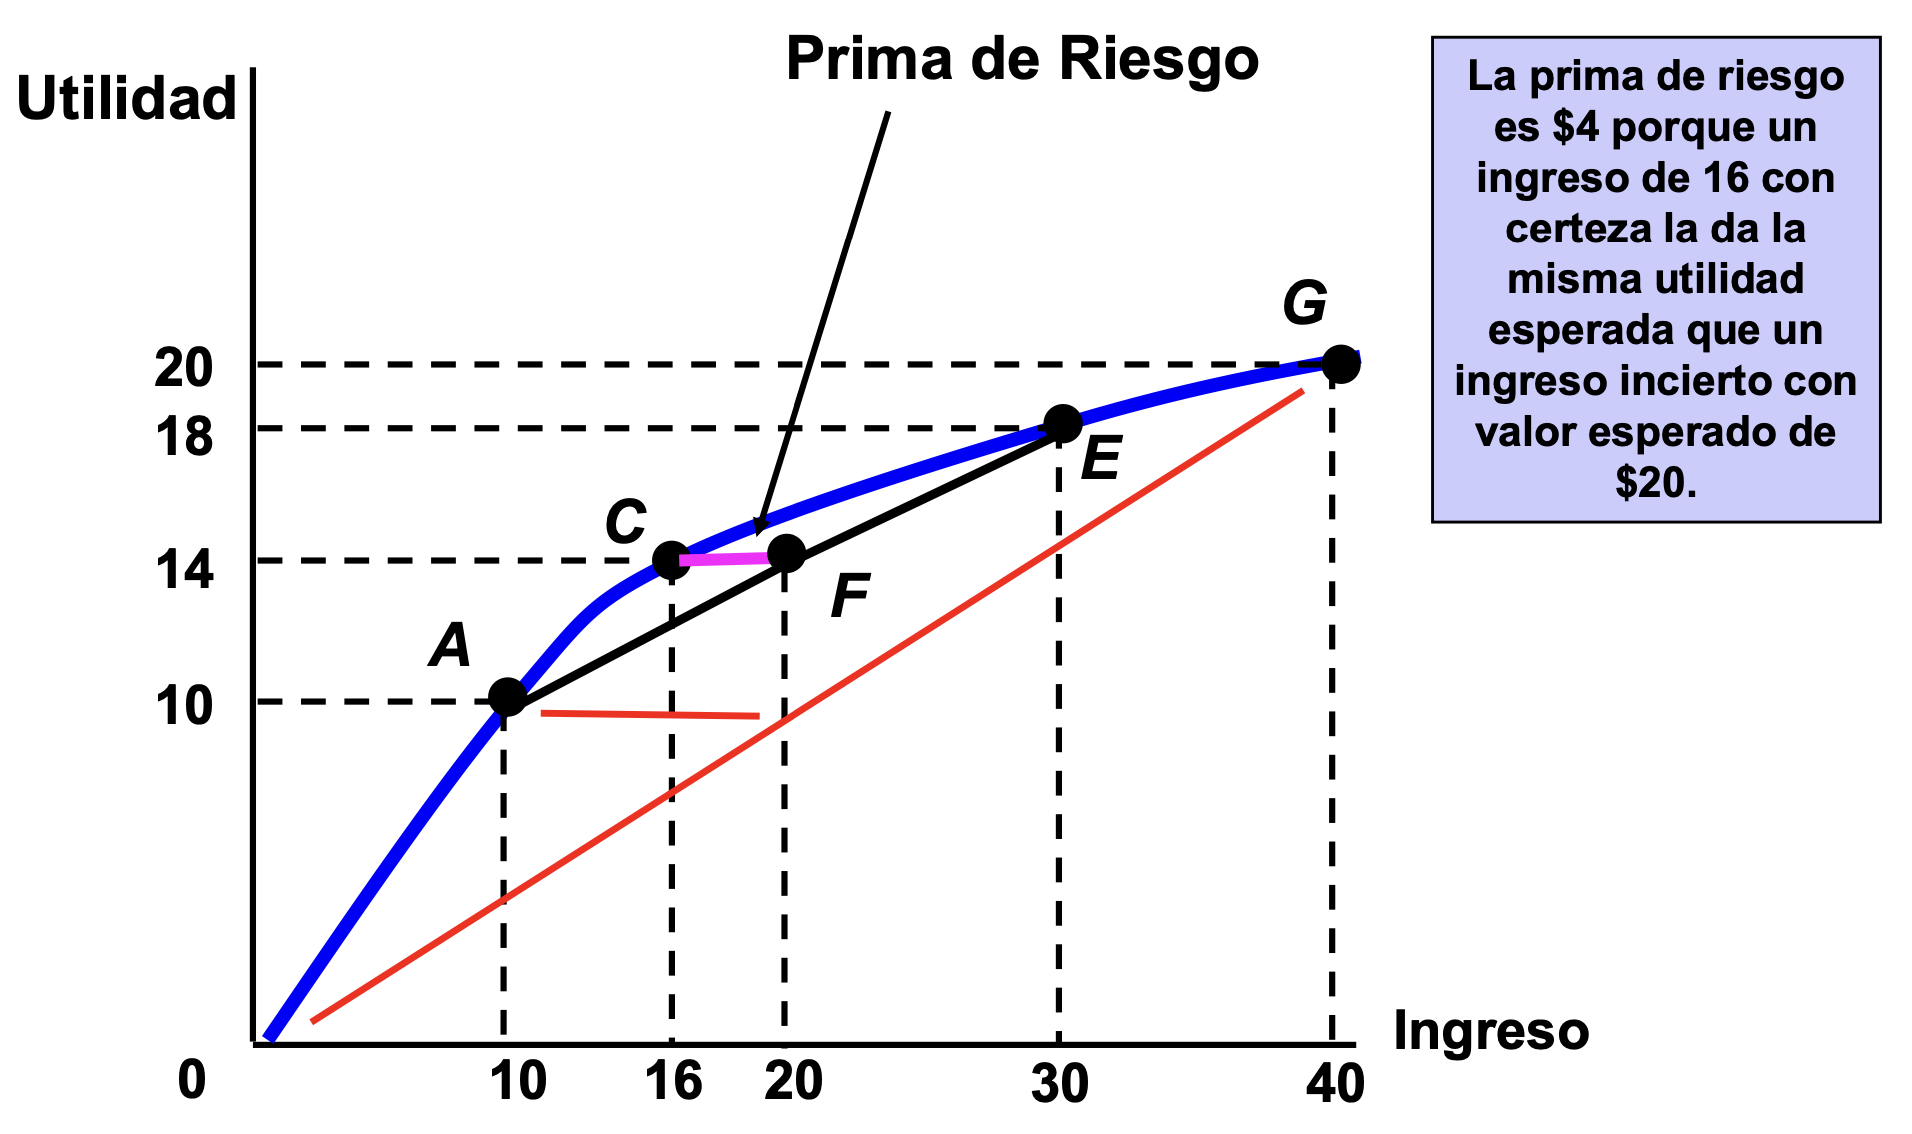 Prima de Riesgo
Utilidad
La prima de riesgo
es $4 porque un
ingreso de 16 con
certeza la da la
misma utilidad
esperada que un
ingreso incierto con
valor esperado de
$20.
G
20
18
E
C
14
F
A
10
Ingreso
0 10 16 20 30 40